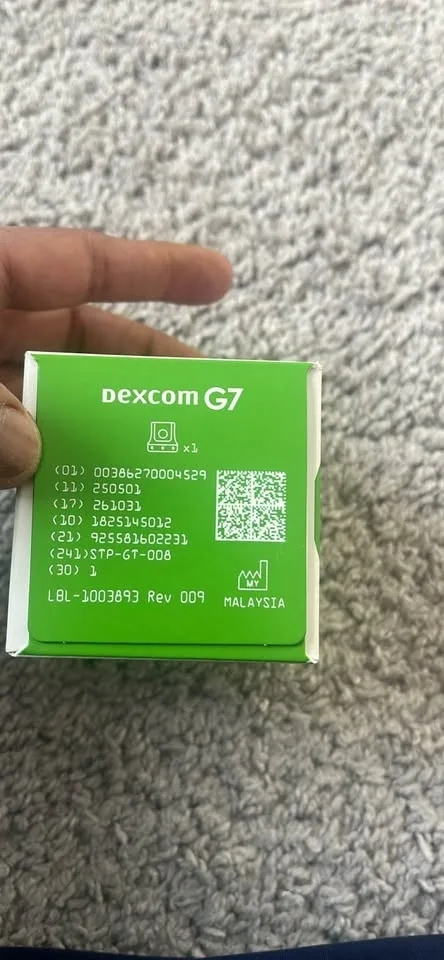 Dexcom G7
x1
(01) 00386270004529
(11) 250501
(17) 261031
(10) 1825145012
(21) 925581602231
(241)STP-GT-008
(30) 1
MY
LBL-1003893 Rev 009
MALAYSIA